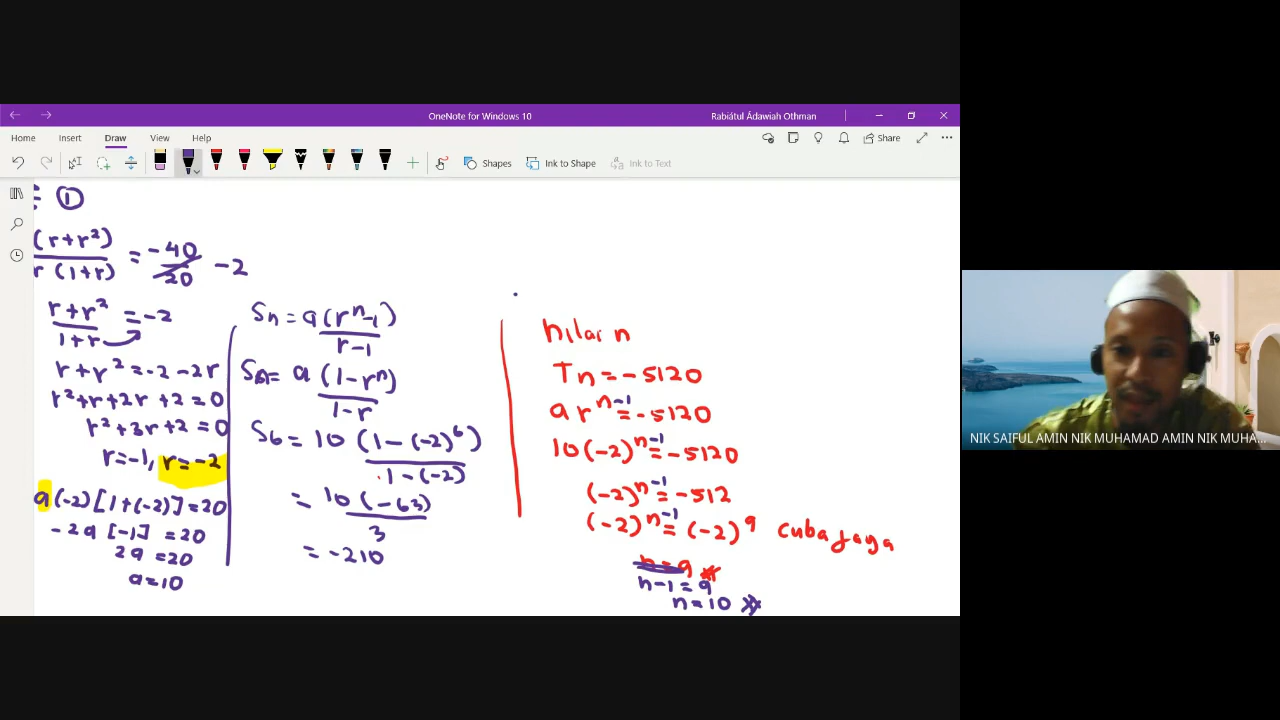 OneNote for Windows 10
Rabiátul Ádawiah Othman
Home Insert Draw View Help
Share
Shapes
Ink to Shape
Ink to Text
= ①
(r+r²) / r(1+r) = -40/20 -2
r+r² / 1+r = -2
r+r² = -2-2r
r²+r+2r+2=0
r²+3r+2=0
r=-1, r=-2
a(-2)[1+(-2)]=20
-2a[-1] =20
2a =20
a=10
Sn = a(rⁿ-1) / r-1
= a(1-rⁿ) / 1-r
S6 = 10(1-(-2)⁶) / 1-(-2)
= 10(-63) / 3
= -210
nilai n
Tn = -5120
arⁿ⁻¹ = -5120
10(-2)ⁿ⁻¹ = -5120
(-2)ⁿ⁻¹ = -512
(-2)ⁿ⁻¹ = (-2)⁹ cuba jaya
n = 9
n-1 = 9
n = 10
NIK SAIFUL AMIN NIK MUHAMAD AMIN NIK MUHA...